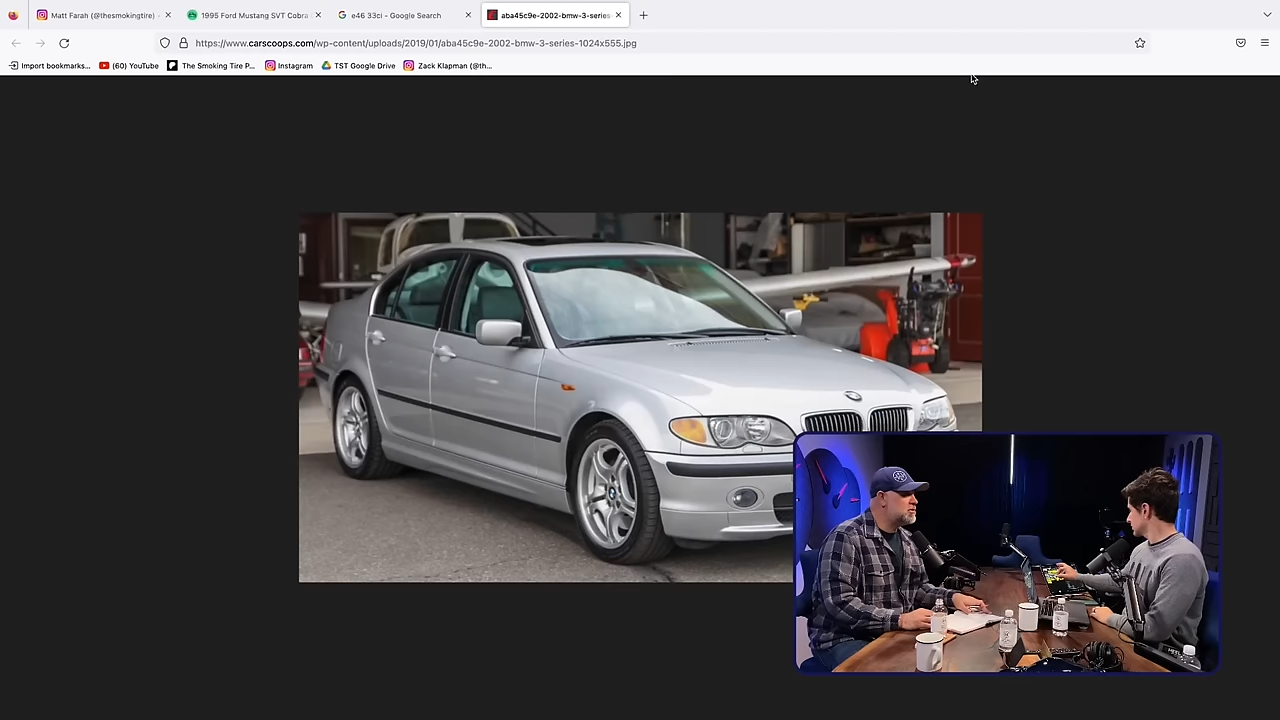 Matt Farah (@thesmokingtire) •
1995 Ford Mustang SVT Cobra
e46 33ci - Google Search
aba45c9e-2002-bmw-3-series-
https://www.carscoops.com/wp-content/uploads/2019/01/aba45c9e-2002-bmw-3-series-1024x555.jpg
Import bookmarks...
(60) YouTube
The Smoking Tire P...
Instagram
TST Google Drive
Zack Klapman (@th...